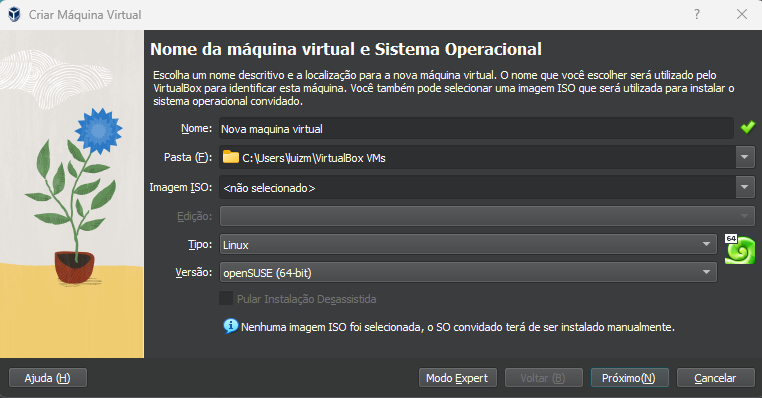 Criar Máquina Virtual
Nome da máquina virtual e Sistema Operacional
Escolha um nome descritivo e a localização para a nova máquina virtual. O nome que você escolher será utilizado pelo
VirtualBox para identificar esta máquina. Você também pode selecionar uma imagem ISO que será utilizada para instalar o
sistema operacional convidado.
Nome: Nova maquina virtual
Pasta (F): C:\Users\luizm\VirtualBox VMs
Imagem ISO: <não selecionado>
Edição:
Tipo: Linux
64
Versão: openSUSE (64-bit)
Pular Instalação Desassistida
Nenhuma imagem ISO foi selecionada, o SO convidado terá de ser instalado manualmente.
Ajuda (H) Modo Expert Voltar (B) Próximo(N) Cancelar